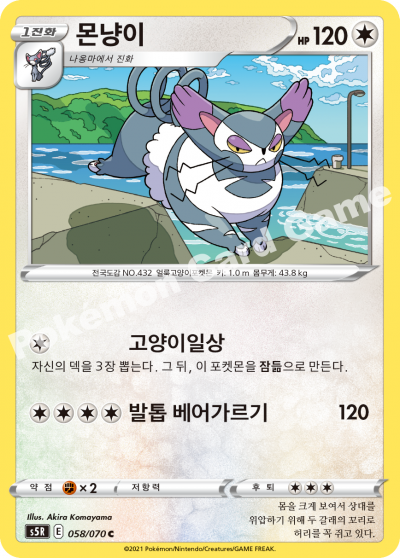 1진화
몬냥이
HP 120
나옹마에서 진화
전국도감 NO.432 얼룩고양이포켓몬 키: 1.0 m 몸무게: 43.8 kg
Pokémon Card Game
고양이일상
자신의 덱을 3장 뽑는다. 그 뒤, 이 포켓몬을 잠듦으로 만든다.
발톱 베어가르기 120
약점 ×2 저항력 후퇴
Illus. Akira Komayama
s5R E 058/070 C
몸을 크게 보여서 상대를
위압하기 위해 두 갈래의 꼬리로
허리를 꼭 쥐고 있다.
©2021 Pokémon/Nintendo/Creatures/GAME FREAK.